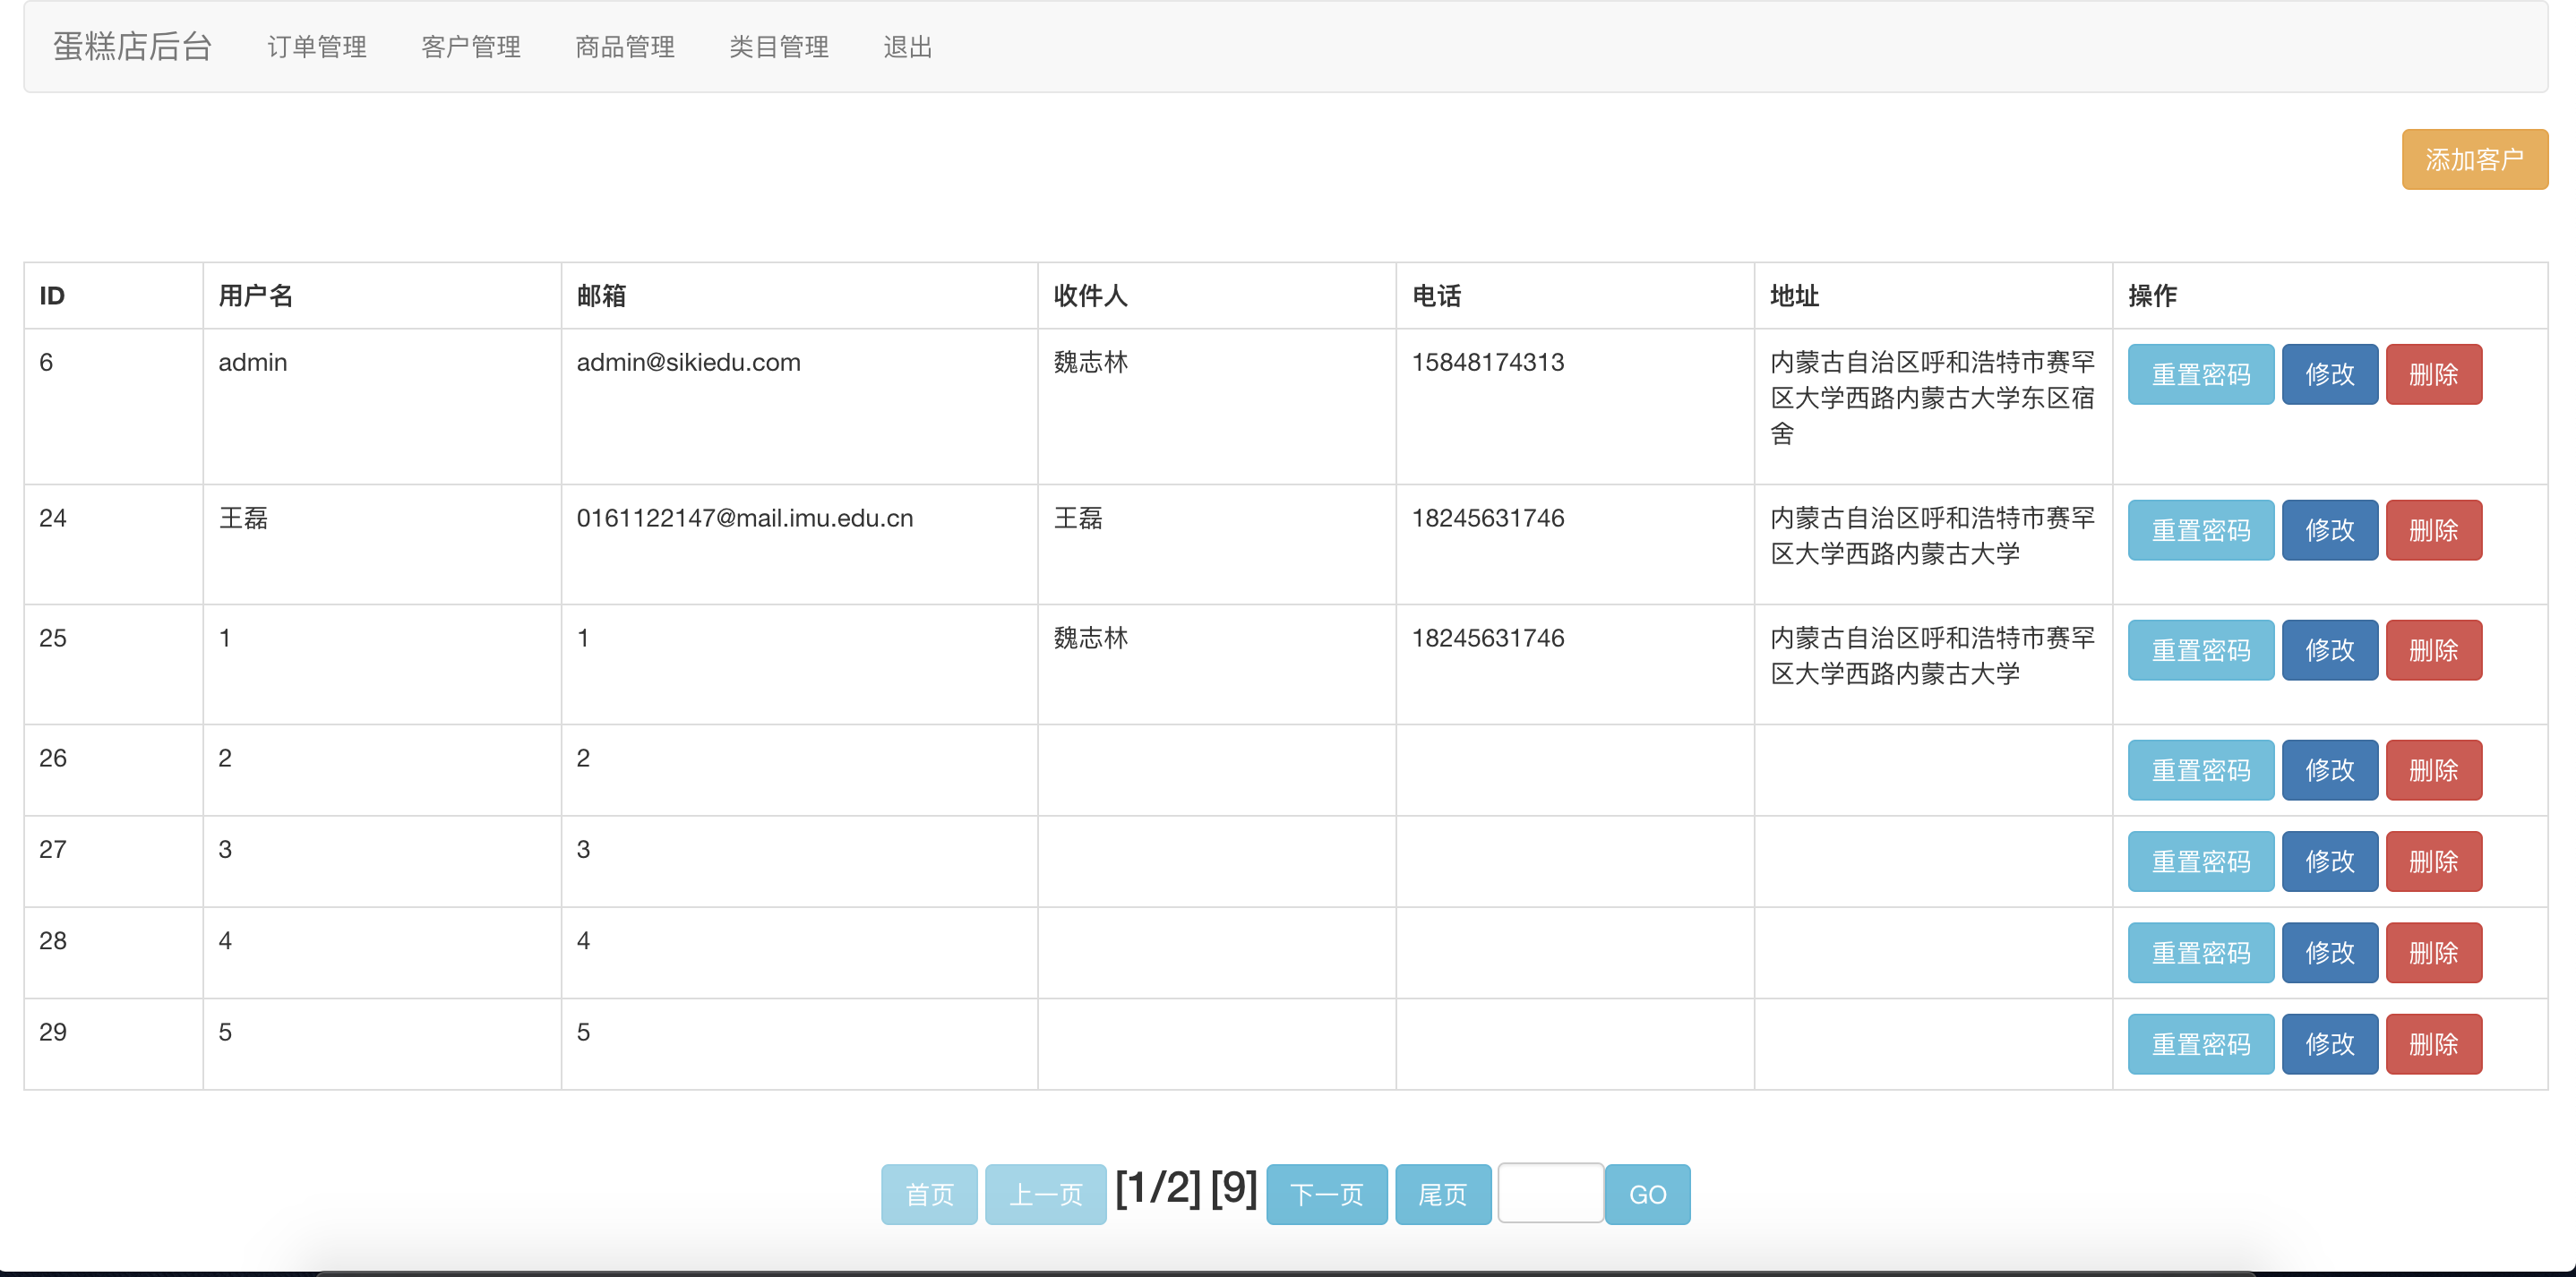 蛋糕店后台 订单管理 客户管理 商品管理 类目管理 退出
添加客户
ID 用户名 邮箱 收件人 电话 地址 操作
6 admin admin@sikiedu.com 魏志林 15848174313 内蒙古自治区呼和浩特市赛罕 重置密码 修改 删除
区大学西路内蒙古大学东区宿
舍
24 王磊 0161122147@mail.imu.edu.cn 王磊 18245631746 内蒙古自治区呼和浩特市赛罕 重置密码 修改 删除
区大学西路内蒙古大学
25 1 1 魏志林 18245631746 内蒙古自治区呼和浩特市赛罕 重置密码 修改 删除
区大学西路内蒙古大学
26 2 2 重置密码 修改 删除
27 3 3 重置密码 修改 删除
28 4 4 重置密码 修改 删除
29 5 5 重置密码 修改 删除
首页 上一页 [1/2] [9] 下一页 尾页 GO